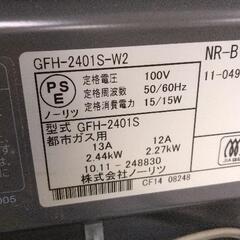 GFH-2401S-W2
NR-B
PS
E
ノーリツ
定格電圧 100V
定格周波数 50/60Hz
定格消費電力 15/15W
11-049
型式 GFH-2401S
都市ガス用
13A 12A
2.44kW 2.27kW
10.11-248830
株式会社ノーリツ
CF14 08248
005